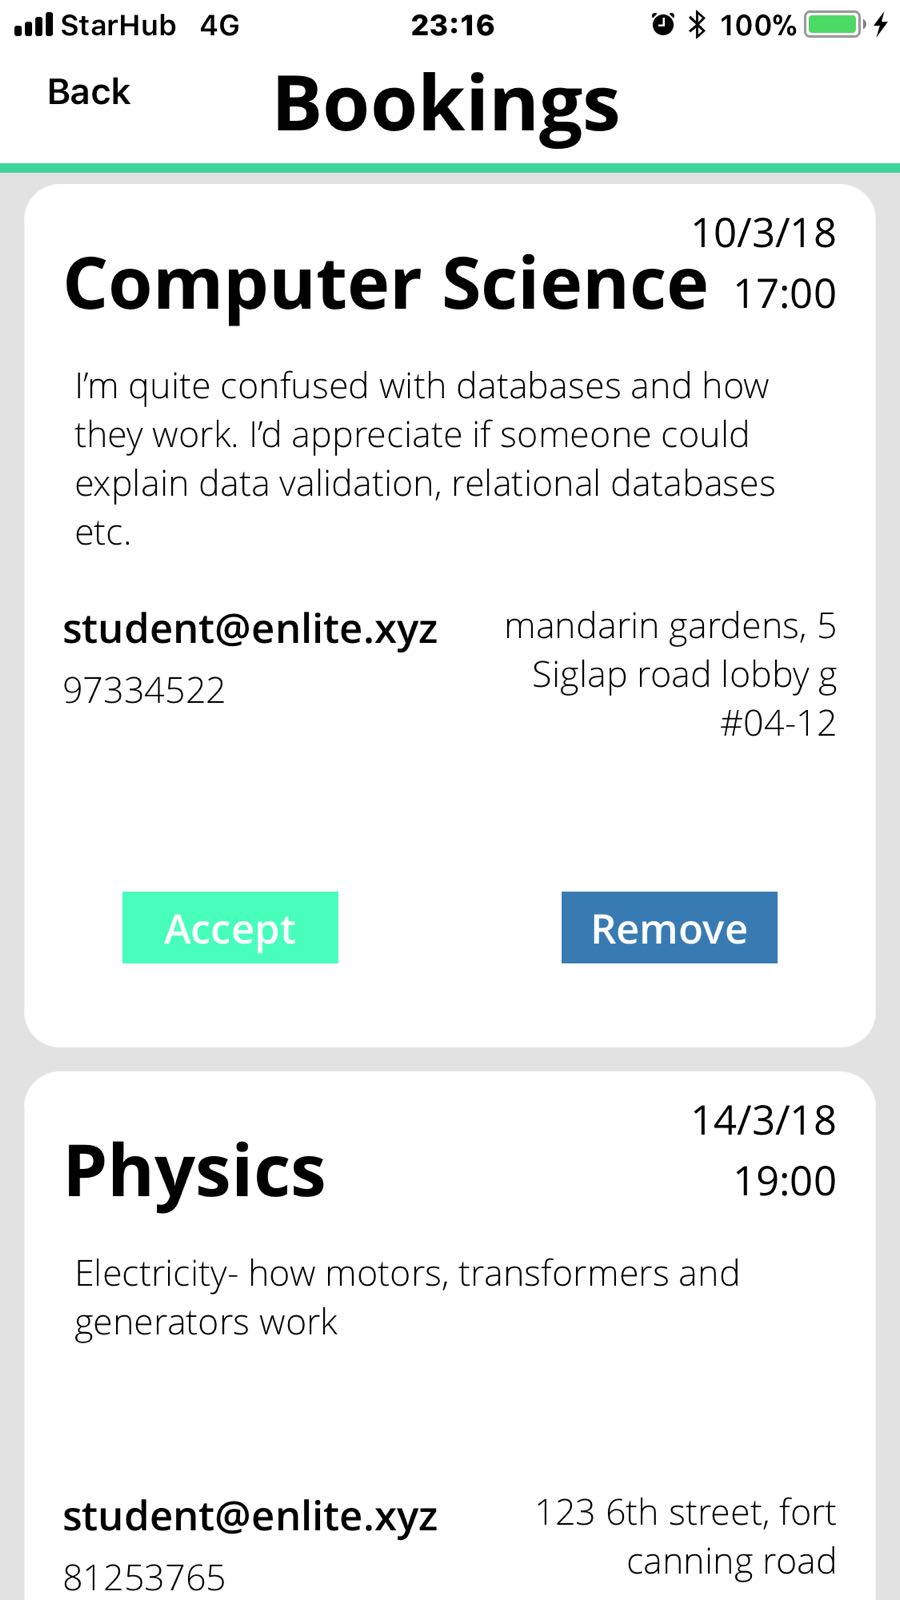 StarHub 4G 23:16 100%
Back
Bookings
10/3/18
Computer Science 17:00
I'm quite confused with databases and how
they work. I'd appreciate if someone could
explain data validation, relational databases
etc.
student@enlite.xyz
97334522
mandarin gardens, 5
Siglap road lobby g
#04-12
Accept
Remove
14/3/18
Physics
19:00
Electricity- how motors, transformers and
generators work
student@enlite.xyz
81253765
123 6th street, fort
canning road